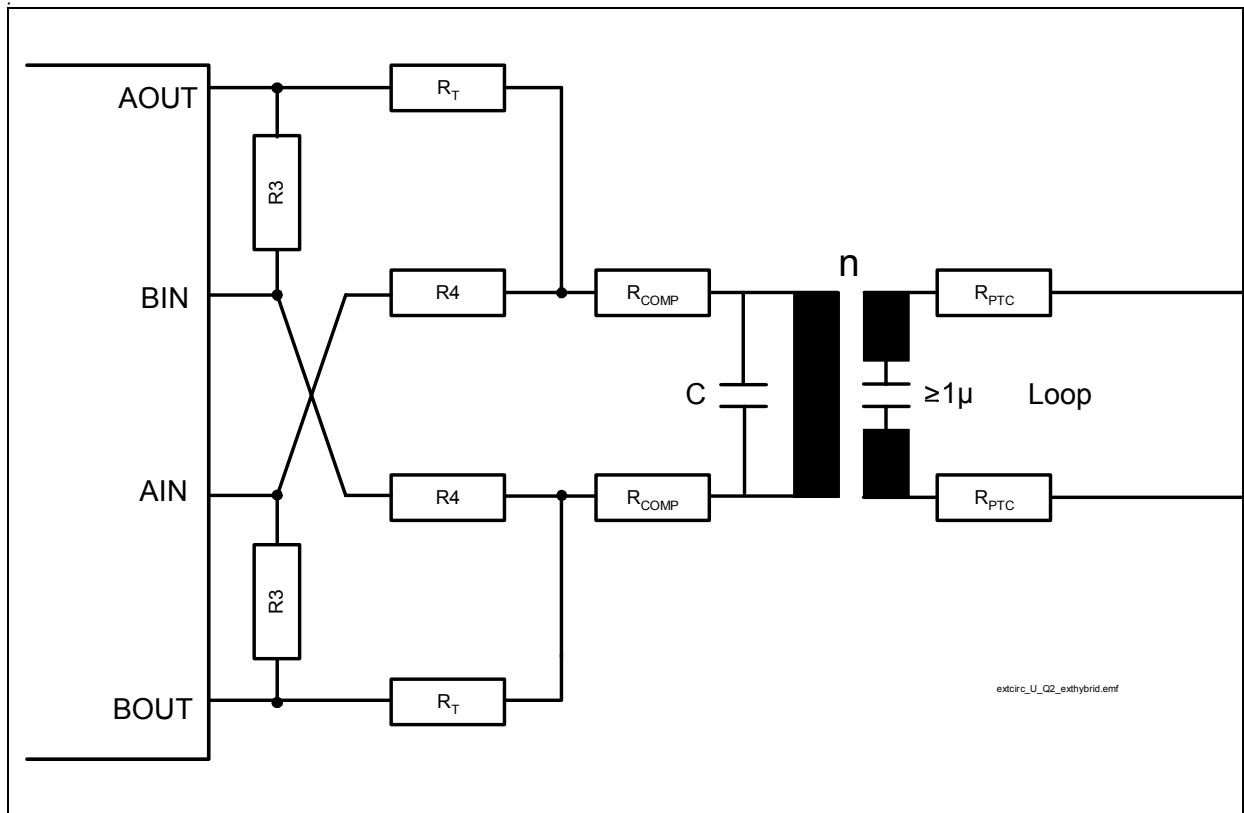 AOUT
R_T
R3
n
BIN
R4
R_COMP
R_PTC
C
≥1µ
Loop
AIN
R4
R_COMP
R_PTC
R3
extcirc_U_Q2_exthybrid.emf
BOUT
R_T